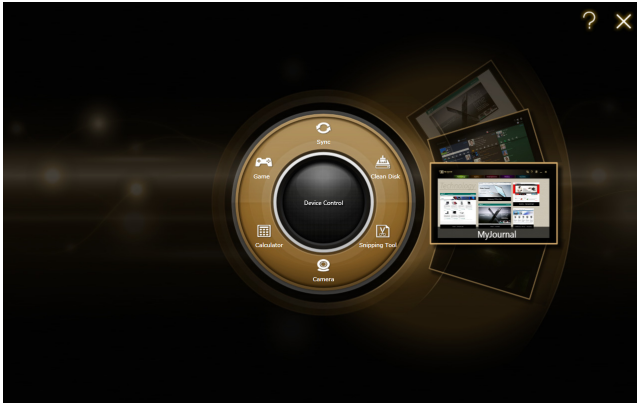 ?
Sync
Game
Clean Disk
Device Control
Calculator
Snipping Tool
Camera
MyJournal